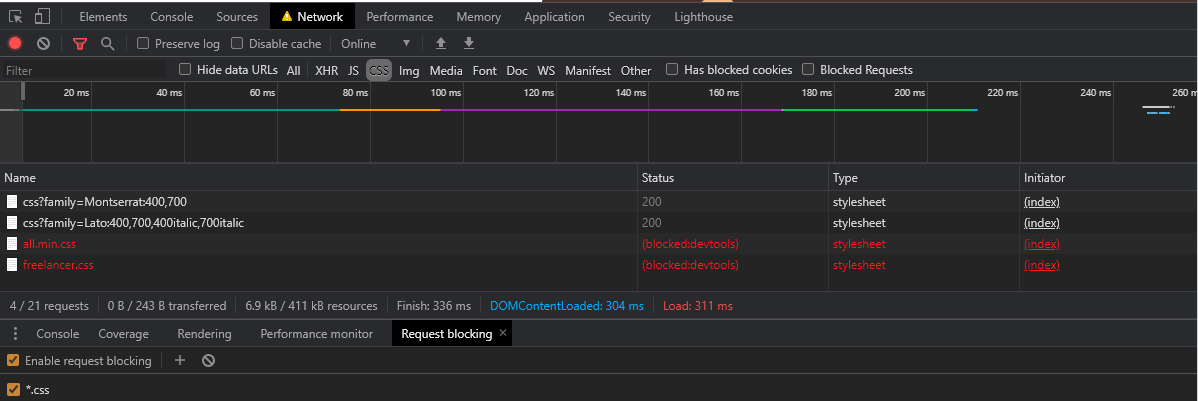 Elements Console Sources Network Performance Memory Application Security Lighthouse
Preserve log Disable cache Online
Filter Hide data URLs All XHR JS CSS Img Media Font Doc WS Manifest Other Has blocked cookies Blocked Requests
20 ms 40 ms 60 ms 80 ms 100 ms 120 ms 140 ms 160 ms 180 ms 200 ms 220 ms 240 ms 260 m
Name Status Type Initiator
css?family=Montserrat:400,700 200 stylesheet (index)
css?family=Lato:400,700,400italic,700italic 200 stylesheet (index)
all.min.css (blocked:devtools) stylesheet (index)
freelancer.css (blocked:devtools) stylesheet (index)
4 / 21 requests 0 B / 243 B transferred 6.9 kB / 411 kB resources Finish: 336 ms DOMContentLoaded: 304 ms Load: 311 ms
Console Coverage Rendering Performance monitor Request blocking ×
Enable request blocking
*.css